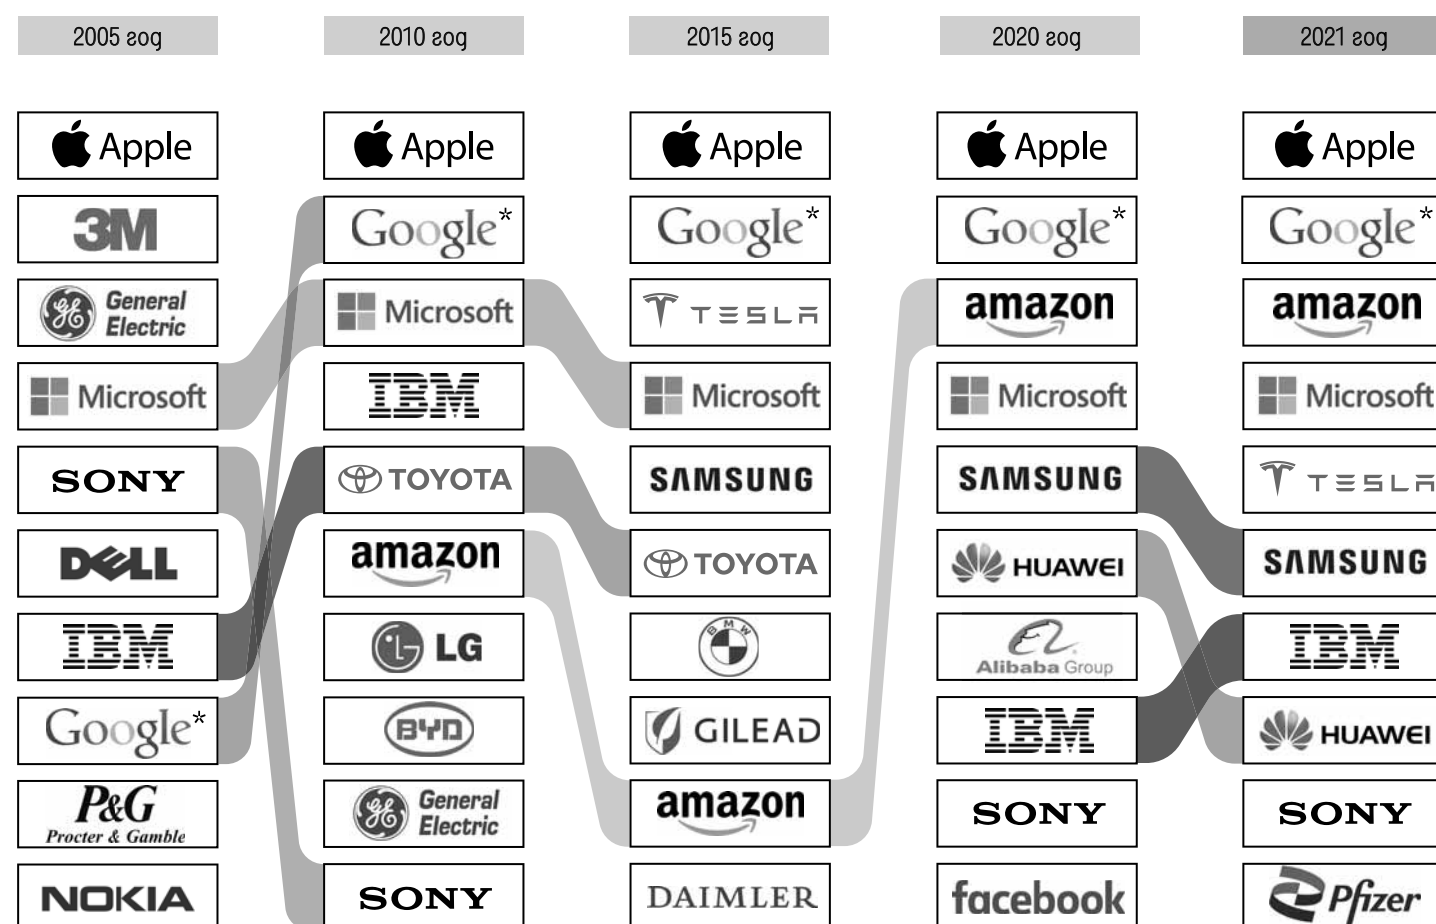 2005 год
Apple
3M
GE General
Electric
Microsoft
SONY
DELL
IBM
Google*
P&G
Procter & Gamble
NOKIA
2010 год
Apple
Google*
Microsoft
IBM
TOYOTA
amazon
LG
BYD
GE General
Electric
SONY
2015 год
Apple
Google*
TESLA
Microsoft
SAMSUNG
TOYOTA
BMW
GILEAD
amazon
DAIMLER
2020 год
Apple
Google*
amazon
Microsoft
SAMSUNG
HUAWEI
Alibaba Group
IBM
SONY
facebook
2021 год
Apple
Google*
amazon
Microsoft
TESLA
SAMSUNG
IBM
HUAWEI
SONY
Pfizer